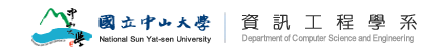 國立中山大學
National Sun Yat-sen University
資訊工程學系
Department of Computer Science and Engineering